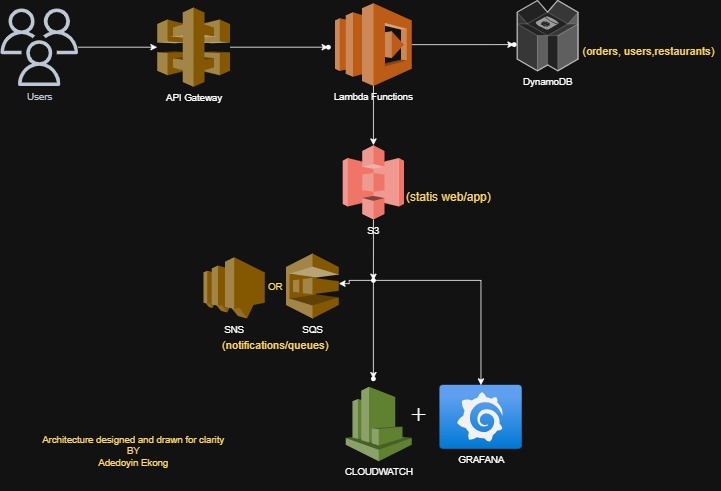 (orders, users,restaurants)
Users
API Gateway
Lambda Functions
DynamoDB
(statis web/app)
S3
OR
SNS
SQS
(notifications/queues)
+
Architecture designed and drawn for clarity
BY
Adedoyin Ekong
CLOUDWATCH
GRAFANA